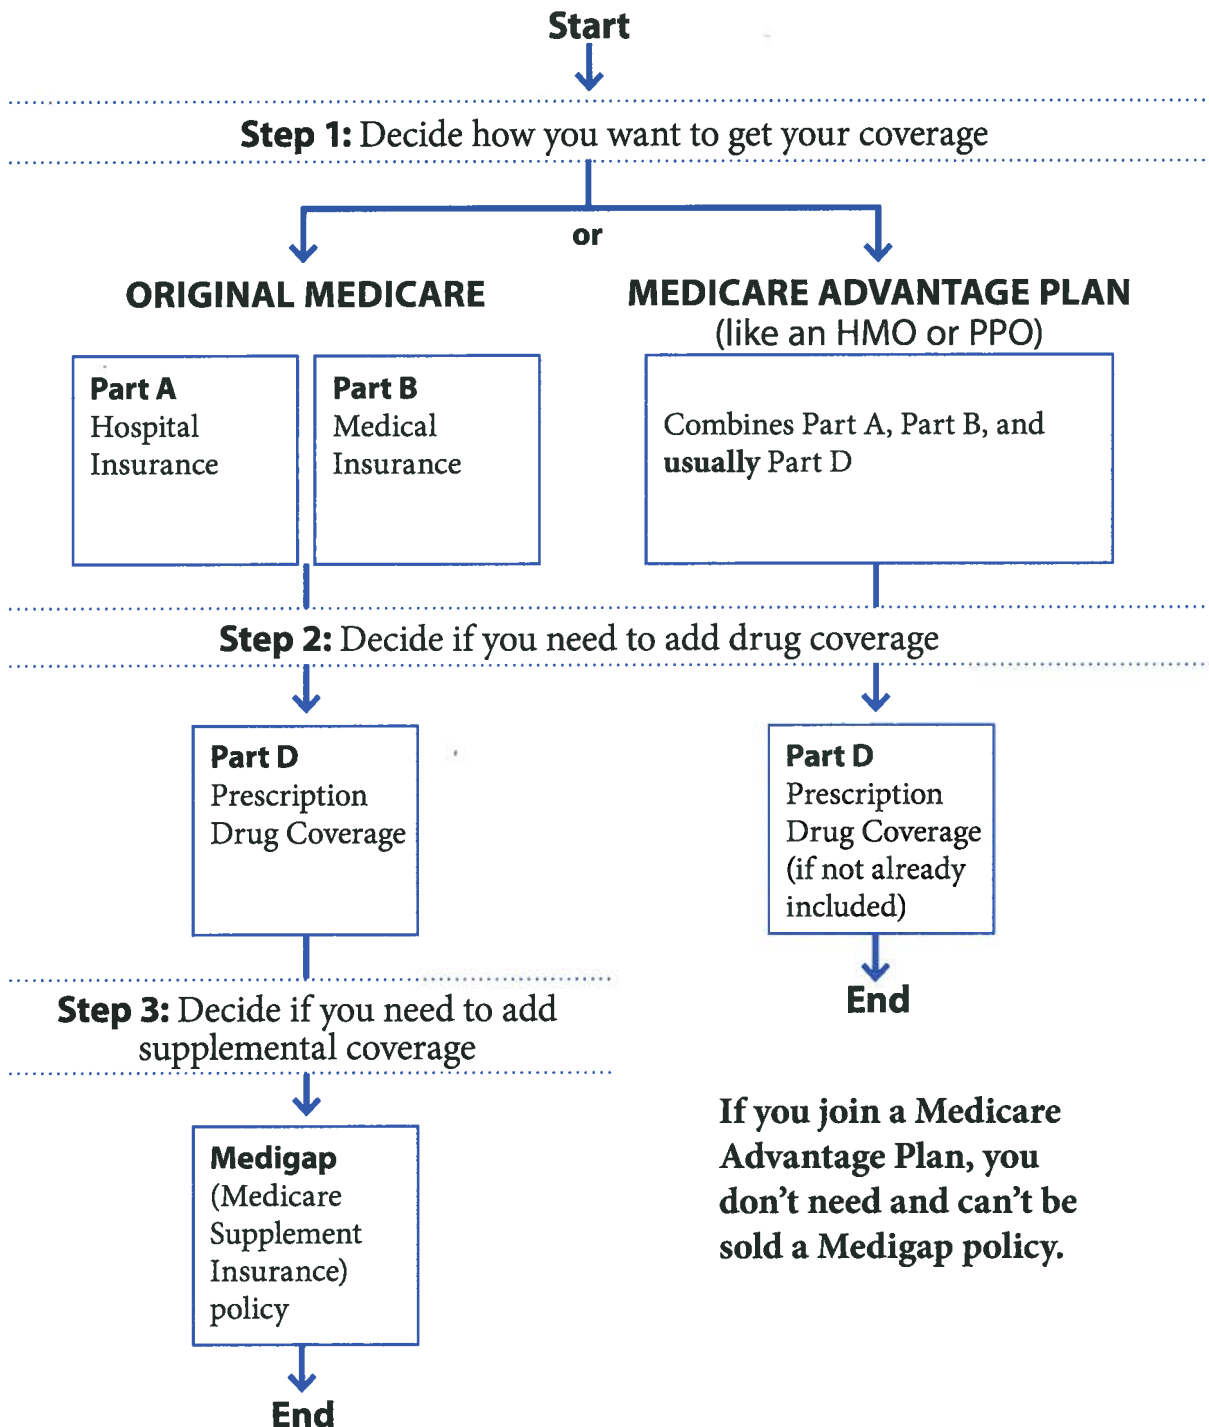 Start
Step 1: Decide how you want to get your coverage
or
ORIGINAL MEDICARE
MEDICARE ADVANTAGE PLAN
(like an HMO or PPO)
Part A
Hospital
Insurance
Part B
Medical
Insurance
Combines Part A, Part B, and
usually Part D
Step 2: Decide if you need to add drug coverage
Part D
Prescription
Drug Coverage
Part D
Prescription
Drug Coverage
(if not already
included)
End
Step 3: Decide if you need to add
supplemental coverage
Medigap
(Medicare
Supplement
Insurance)
policy
End
If you join a Medicare
Advantage Plan, you
don't need and can't be
sold a Medigap policy.